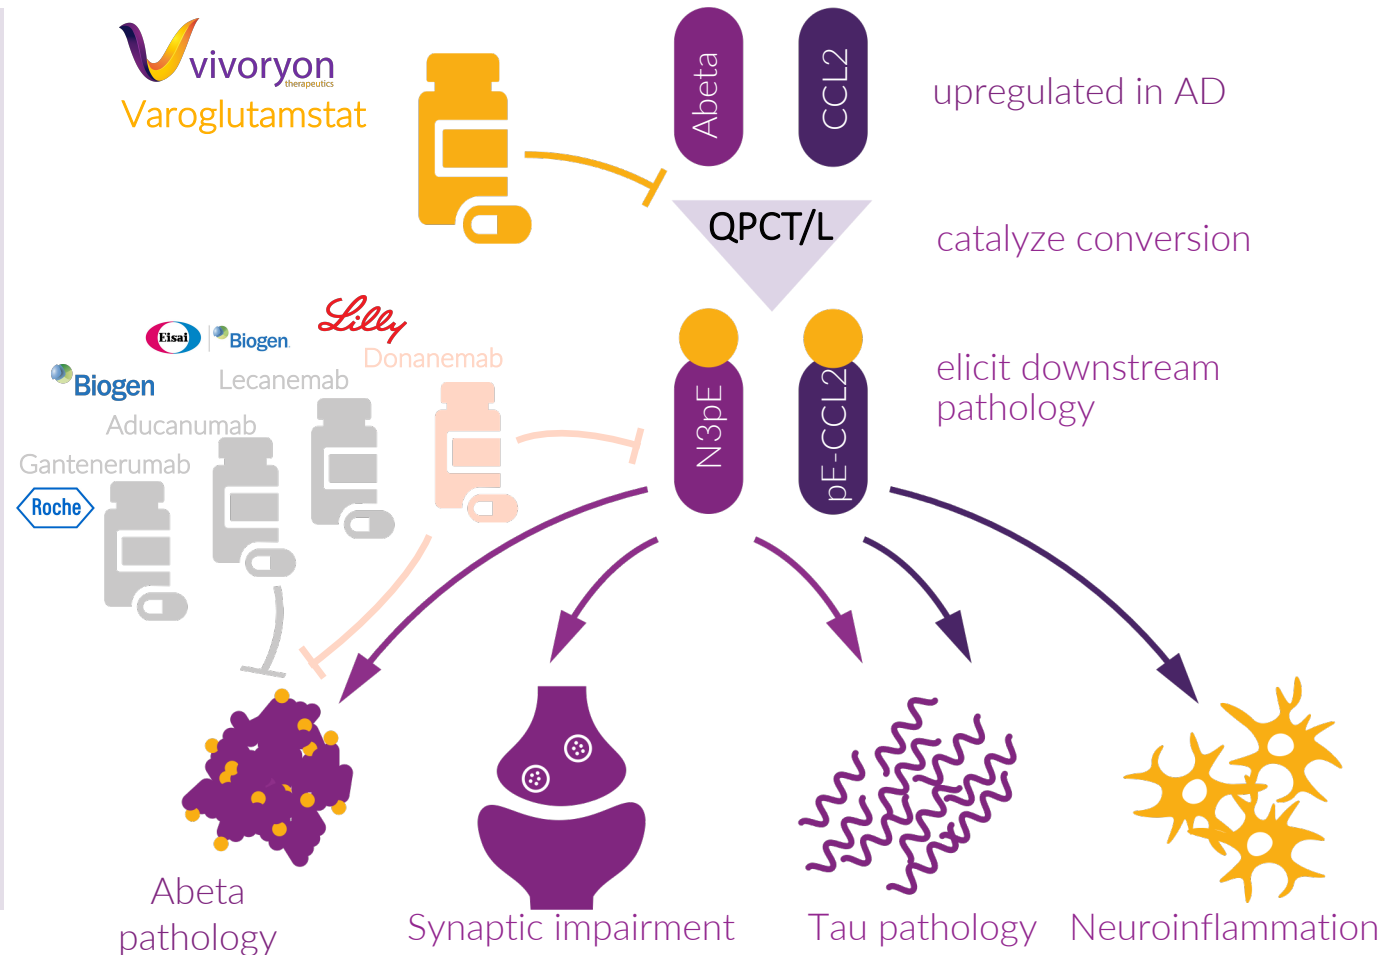 vivoryon
therapeutics
Varoglutamstat
Abeta
CCL2
upregulated in AD
QPCT/L
catalyze conversion
Lilly
Donanemab
Eisai
Biogen
Lecanemab
Biogen
Aducanumab
Gantenerumab
Roche
N3pE
pE-CCL2
elicit downstream
pathology
Abeta
pathology
Synaptic impairment
Tau pathology
Neuroinflammation